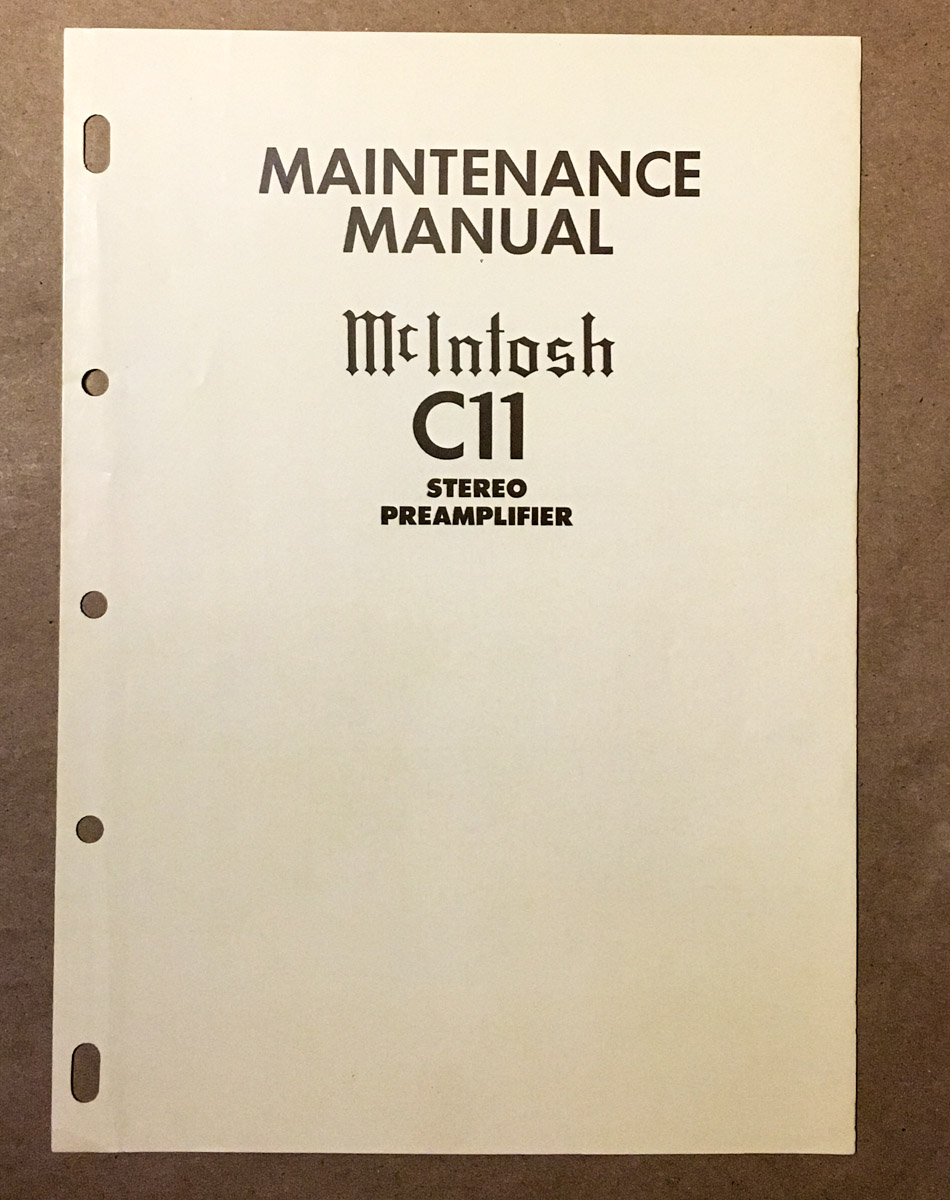 MAINTENANCE
MANUAL
McIntosh
C11
STEREO
PREAMPLIFIER